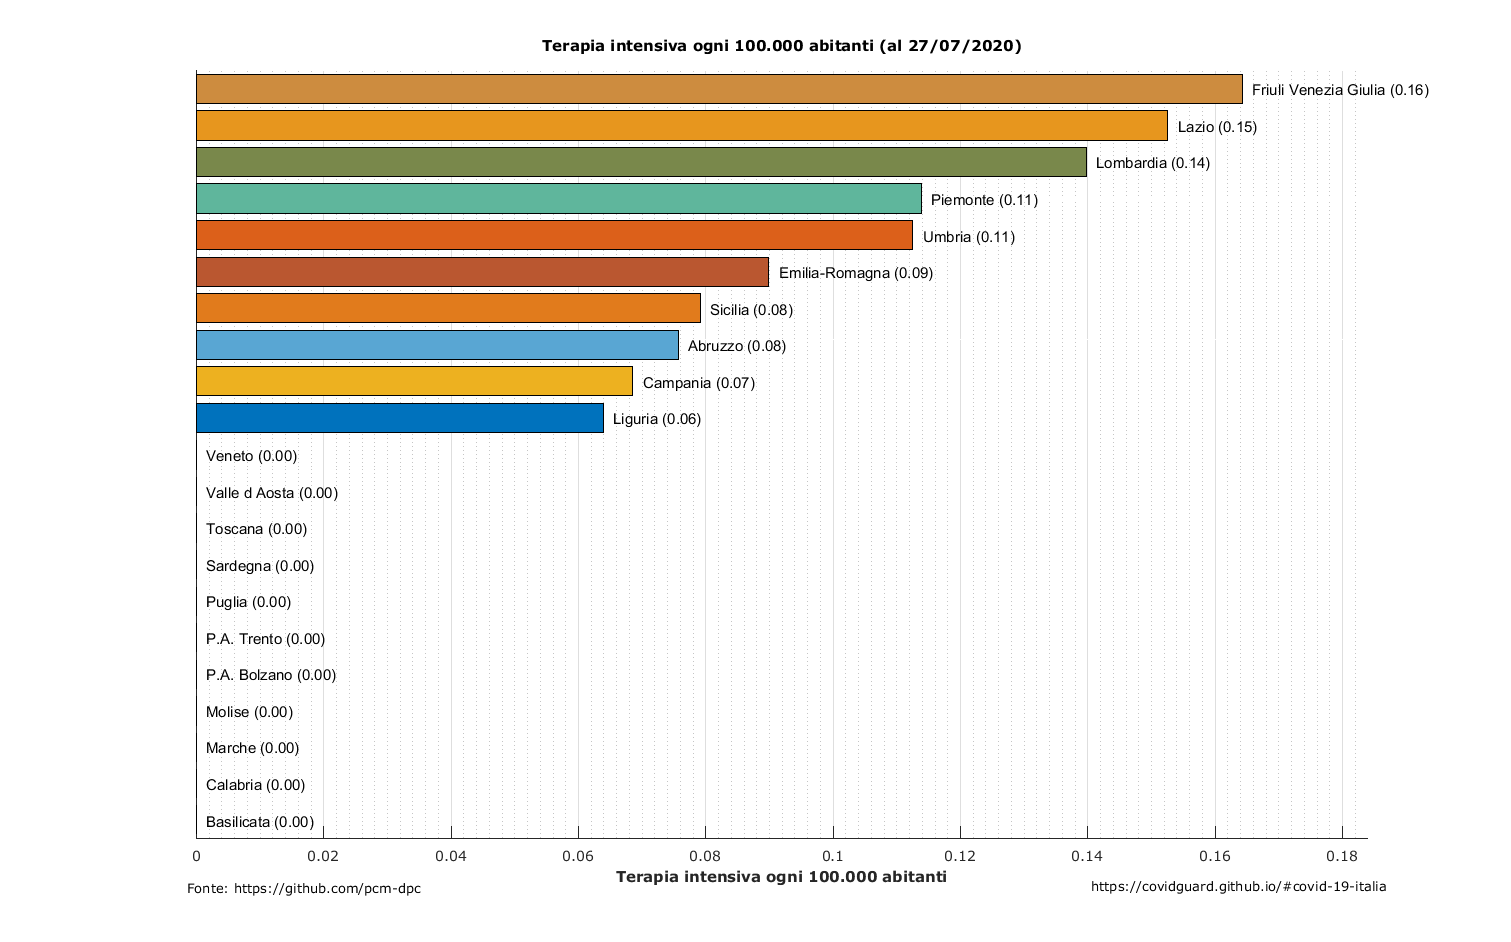 Terapia intensiva ogni 100.000 abitanti (al 27/07/2020)
Friuli Venezia Giulia (0.16)
Lazio (0.15)
Lombardia (0.14)
Piemonte (0.11)
Umbria (0.11)
Emilia-Romagna (0.09)
Sicilia (0.08)
Abruzzo (0.08)
Campania (0.07)
Liguria (0.06)
Veneto (0.00)
Valle d Aosta (0.00)
Toscana (0.00)
Sardegna (0.00)
Puglia (0.00)
P.A. Trento (0.00)
P.A. Bolzano (0.00)
Molise (0.00)
Marche (0.00)
Calabria (0.00)
Basilicata (0.00)
0 0.02 0.04 0.06 0.08 0.1 0.12 0.14 0.16 0.18
Terapia intensiva ogni 100.000 abitanti
Fonte: https://github.com/pcm-dpc
https://covidguard.github.io/#covid-19-italia